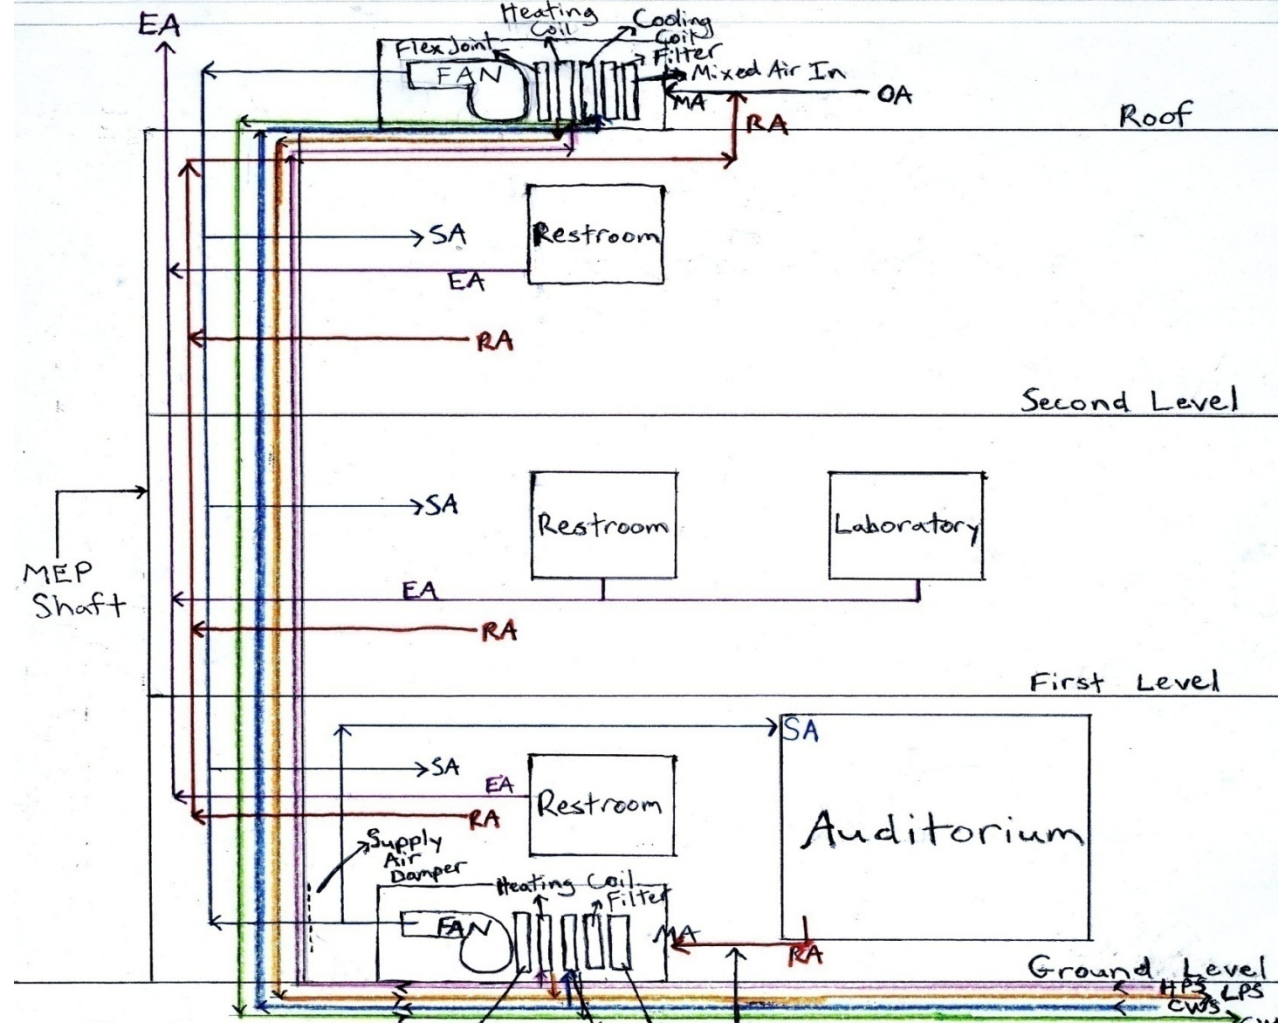 EA
Heating
Coil
Cooling
Coil
Flex Joint
Filter
FAN
Mixed Air In
MA
OA
RA
Roof
Restroom
SA
EA
RA
Second Level
SA
Restroom
Laboratory
MEP
Shaft
EA
RA
First Level
SA
SA
EA
Restroom
RA
Auditorium
Supply
Air
Damper
Heating Coil
Filter
FAN
MA
RA
Ground Level
HPS
LPS
CWS